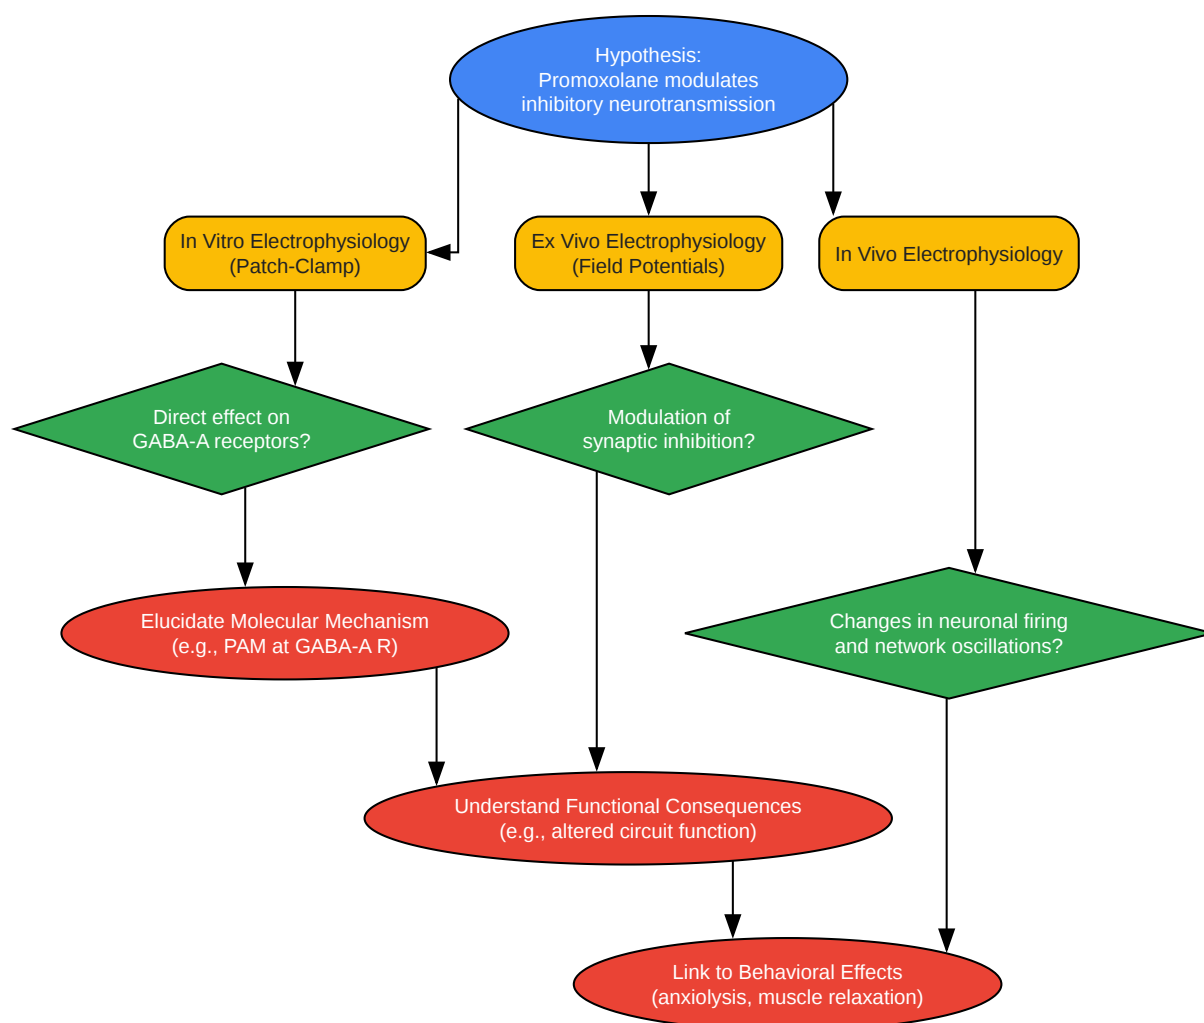 Hypothesis:
Promoxolane modulates
inhibitory neurotransmission
In Vitro Electrophysiology
(Patch-Clamp)
Ex Vivo Electrophysiology
(Field Potentials)
In Vivo Electrophysiology
Direct effect on
GABA-A receptors?
Modulation of
synaptic inhibition?
Elucidate Molecular Mechanism
(e.g., PAM at GABA-A R)
Changes in neuronal firing
and network oscillations?
Understand Functional Consequences
(e.g., altered circuit function)
Link to Behavioral Effects
(anxiolysis, muscle relaxation)